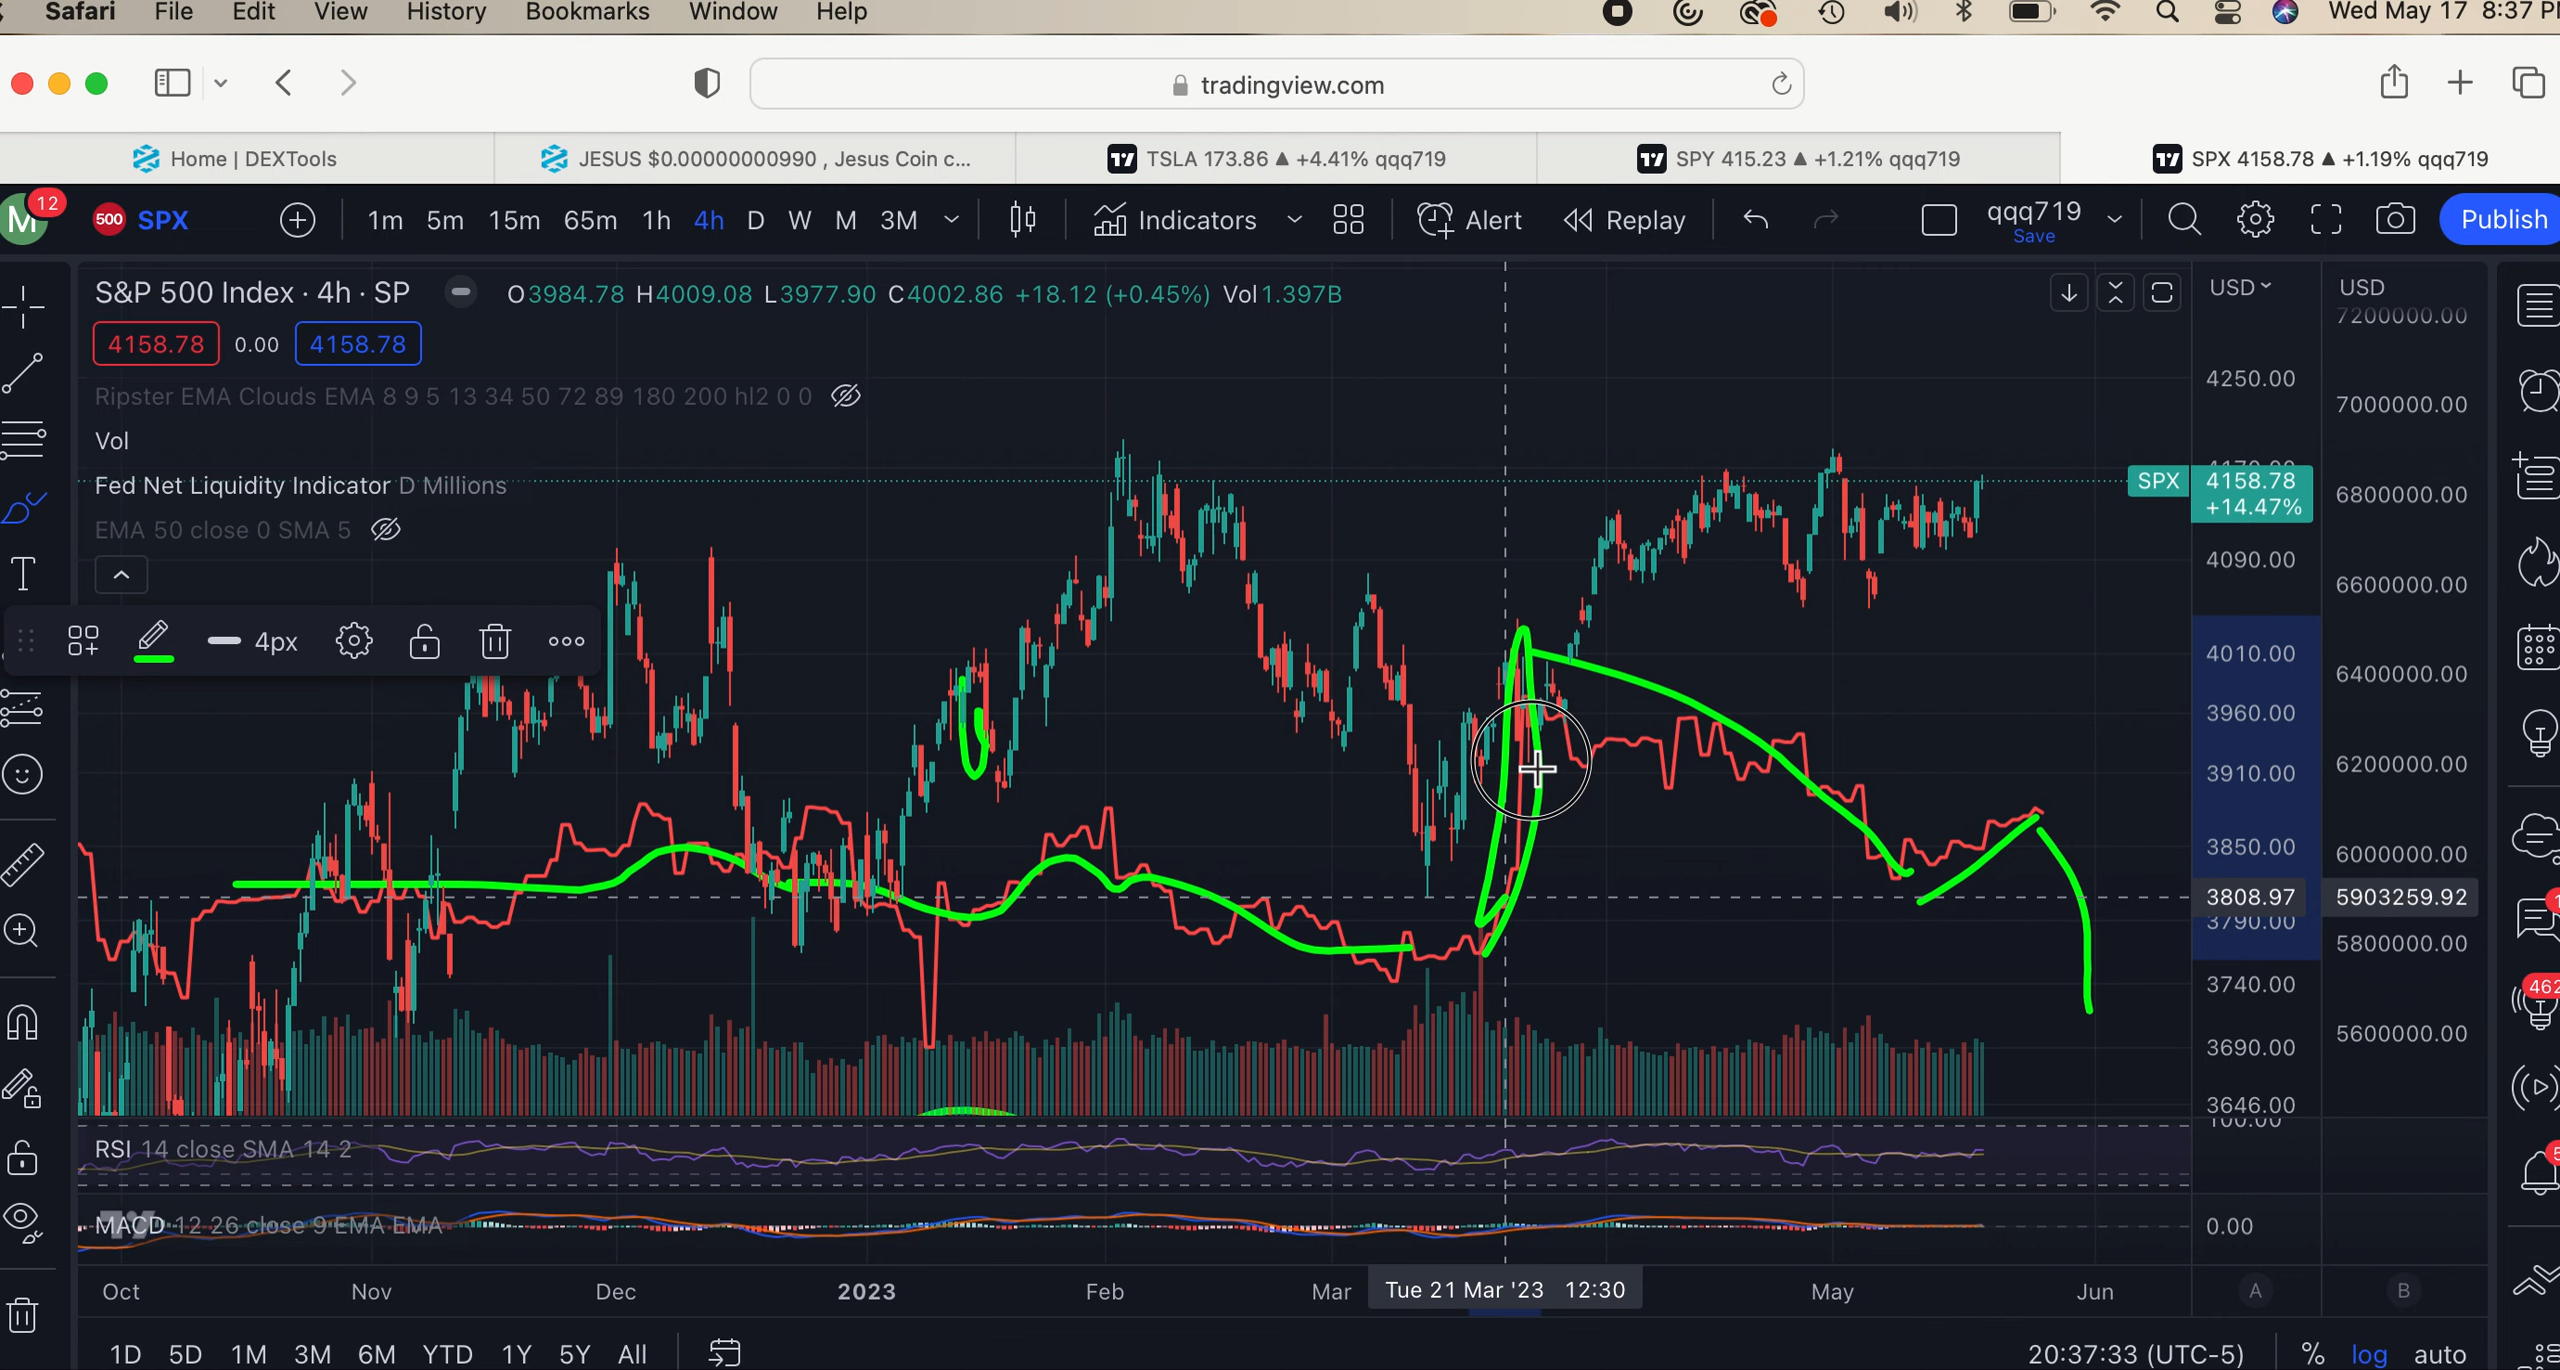 Safari File Edit View History Bookmarks Window Help Wed May 17 8:37
tradingview.com
Home | DEXTools JESUS $0.00000000990 , Jesus Coin c... TSLA 173.86 ▲ +4.41% qqq719 SPY 415.23 ▲ +1.21% qqq719 SPX 4158.78 ▲ +1.19% qqq719
M 12 500 SPX 1m 5m 15m 65m 1h 4h D W M 3M Indicators Alert Replay qqq719 Publish
Save
S&P 500 Index · 4h · SP O3984.78 H4009.08 L3977.90 C4002.86 +18.12 (+0.45%) Vol1.397B USD USD
7200000.00
4158.78 0.00 4158.78
4250.00
Ripster EMA Clouds EMA 8 9 5 13 34 50 72 89 180 200 hl2 0 0
7000000.00
Vol
Fed Net Liquidity Indicator D Millions SPX 4158.78 6800000.00
+14.47%
EMA 50 close 0 SMA 5
4090.00
6600000.00
T
4px 4010.00
6400000.00
3960.00
3910.00 6200000.00
3850.00 6000000.00
3808.97 5903259.92
3790.00
5800000.00
3740.00 462
3690.00 5600000.00
3646.00
100.00
RSI 14 close SMA 14 2 5
MACD 12 26 close 9 EMA EMA 0.00
Oct Nov Dec 2023 Feb Mar Tue 21 Mar '23 12:30 May Jun A B
1D 5D 1M 3M 6M YTD 1Y 5Y All 20:37:33 (UTC-5) % log auto